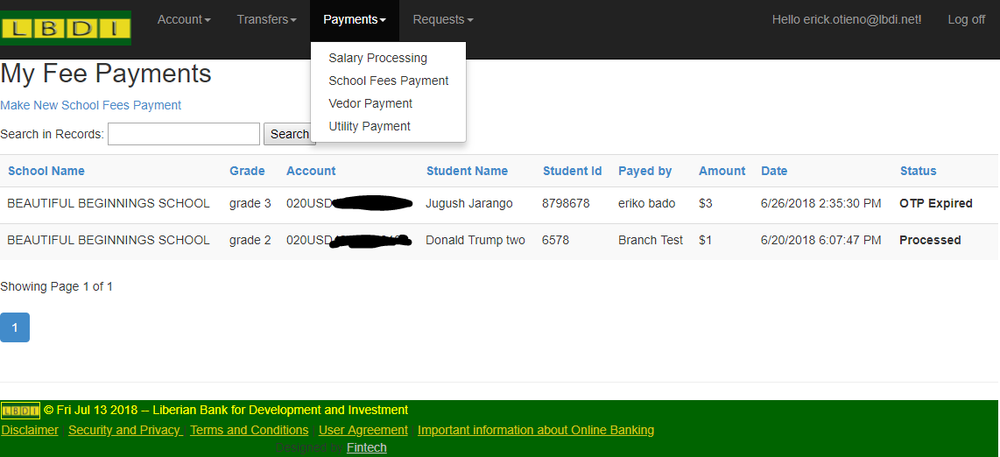 LBDI Account Transfers Payments Requests Hello erick.otieno@lbdi.net! Log off
Salary Processing
School Fees Payment
Vedor Payment
Utility Payment
My Fee Payments
Make New School Fees Payment
Search in Records: Search
School Name Grade Account Student Name Student Id Payed by Amount Date Status
BEAUTIFUL BEGINNINGS SCHOOL grade 3 020USD Jugush Jarango 8798678 eriko bado $3 6/26/2018 2:35:30 PM OTP Expired
BEAUTIFUL BEGINNINGS SCHOOL grade 2 020USD Donald Trump two 6578 Branch Test $1 6/20/2018 6:07:47 PM Processed
Showing Page 1 of 1
1
LBDI © Fri Jul 13 2018 -- Liberian Bank for Development and Investment
Disclaimer | Security and Privacy | Terms and Conditions | User Agreement | Important information about Online Banking
Designed by Fintech